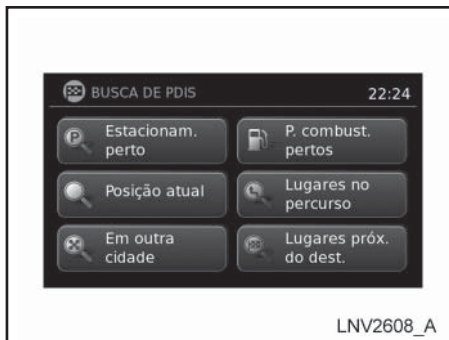 BUSCA DE PDIS 22:24
Estacionam.
perto
P. combust.
pertos
Posição atual
Lugares no
percurso
Em outra
cidade
Lugares próx.
do dest.
LNV2608_A